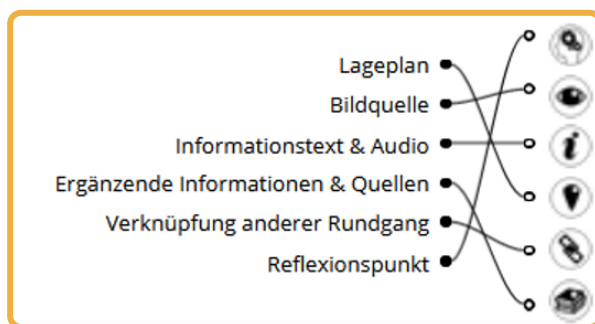 Lageplan
Bildquelle
Informationstext & Audio
Ergänzende Informationen & Quellen
Verknüpfung anderer Rundgang
Reflexionspunkt